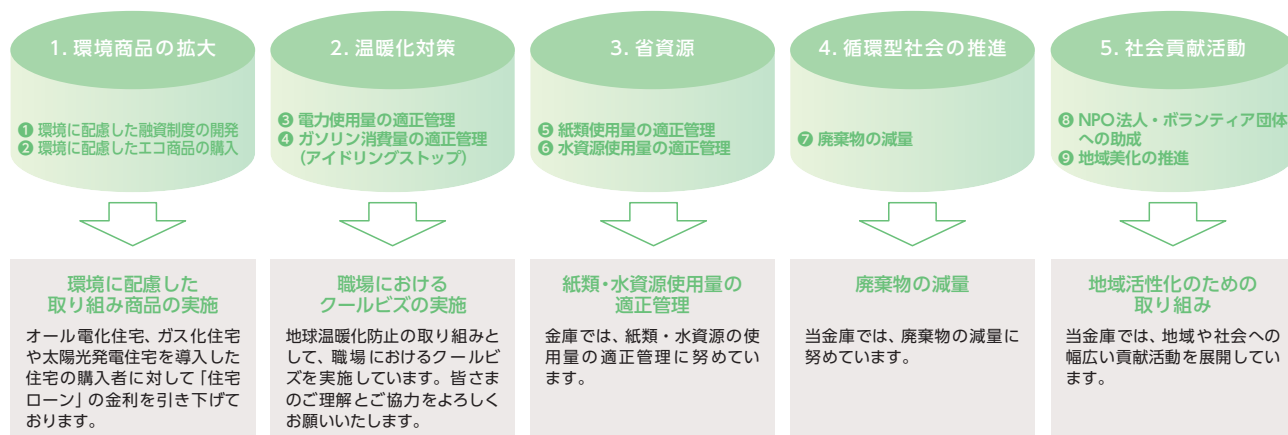 1. 環境商品の拡大
❶ 環境に配慮した融資制度の開発
❷ 環境に配慮したエコ商品の購入
環境に配慮した
取り組み商品の実施
オール電化住宅、ガス化住宅
や太陽光発電住宅を導入した
住宅の購入者に対して「住宅
ローン」の金利を引き下げて
おります。
2. 温暖化対策
❸ 電力使用量の適正管理
❹ ガソリン消費量の適正管理
(アイドリングストップ)
職場における
クールビズの実施
地球温暖化防止の取り組みと
して、職場におけるクールビ
ズを実施しています。皆さま
のご理解とご協力をよろしく
お願いいたします。
3. 省資源
❺ 紙類使用量の適正管理
❻ 水資源使用量の適正管理
紙類・水資源使用量の
適正管理
金庫では、紙類・水資源の使
用量の適正管理に努めてい
ます。
4. 循環型社会の推進
❼ 廃棄物の減量
廃棄物の減量
当金庫では、廃棄物の減量に
努めています。
5. 社会貢献活動
❽ NPO法人・ボランティア団体
への助成
❾ 地域美化の推進
地域活性化のための
取り組み
当金庫では、地域や社会への
幅広い貢献活動を展開してい
ます。